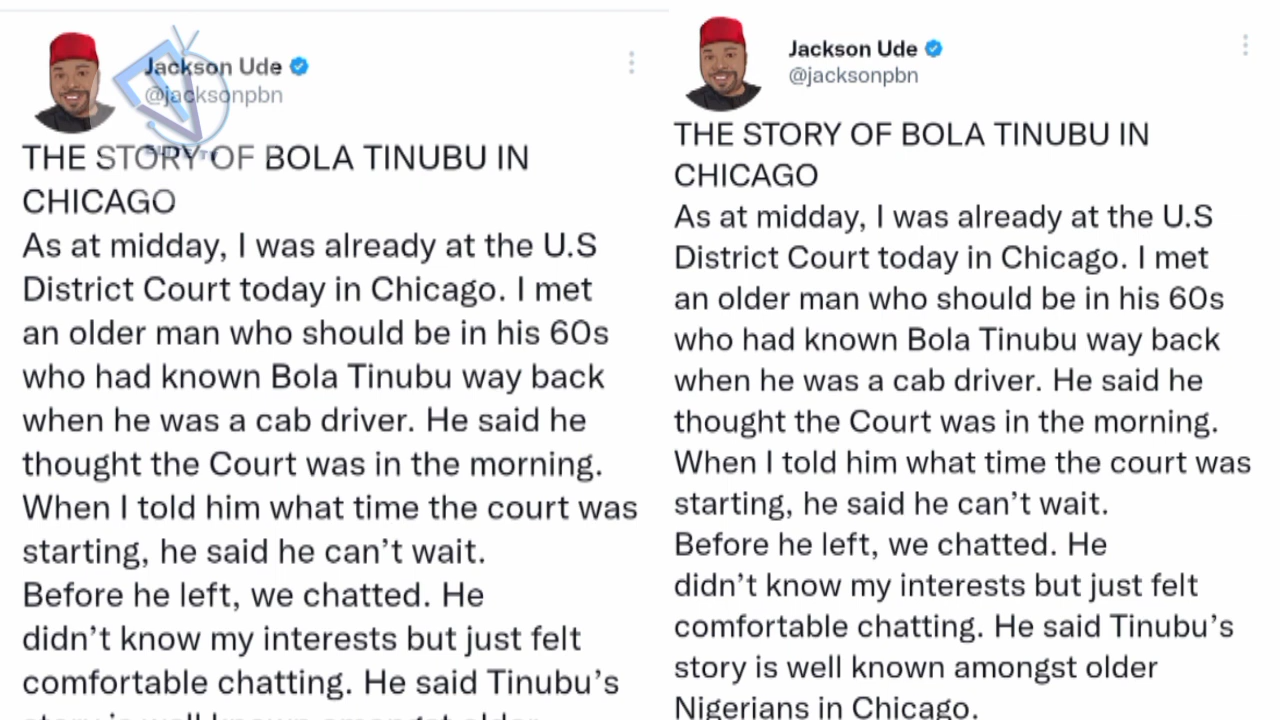 Jackson Ude
@jacksonpbn
THE STORY OF BOLA TINUBU IN
CHICAGO
As at midday, I was already at the U.S
District Court today in Chicago. I met
an older man who should be in his 60s
who had known Bola Tinubu way back
when he was a cab driver. He said he
thought the Court was in the morning.
When I told him what time the court was
starting, he said he can't wait.
Before he left, we chatted. He
didn't know my interests but just felt
comfortable chatting. He said Tinubu's
story is well known amongst older
Jackson Ude
@jacksonpbn
THE STORY OF BOLA TINUBU IN
CHICAGO
As at midday, I was already at the U.S
District Court today in Chicago. I met
an older man who should be in his 60s
who had known Bola Tinubu way back
when he was a cab driver. He said he
thought the Court was in the morning.
When I told him what time the court was
starting, he said he can't wait.
Before he left, we chatted. He
didn't know my interests but just felt
comfortable chatting. He said Tinubu's
story is well known amongst older
Nigerians in Chicago.